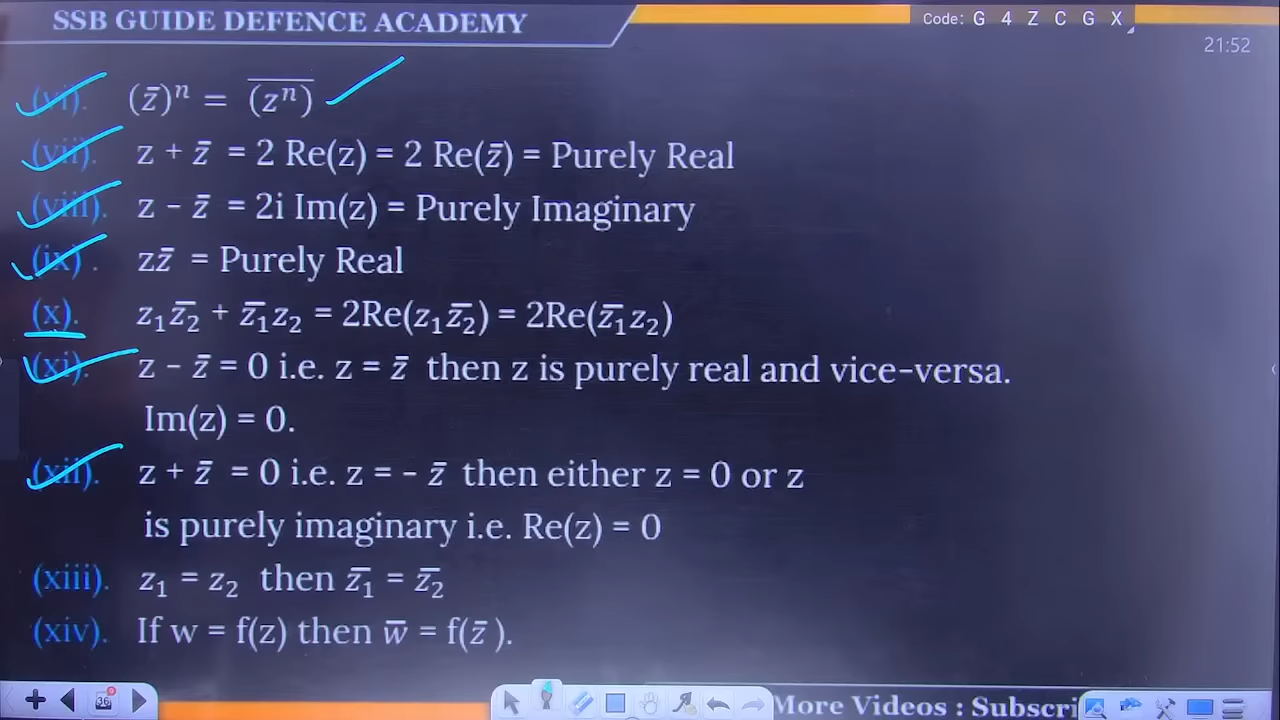 SSB GUIDE DEFENCE ACADEMY
Code: G 4 Z C G X
21:52
(vi). (z̄)ⁿ = \overline{(zⁿ)}
(vii). z + z̄ = 2 Re(z) = 2 Re(z̄) = Purely Real
(viii). z - z̄ = 2i Im(z) = Purely Imaginary
(ix). zz̄ = Purely Real
(x). z₁z̄₂ + z̄₁z₂ = 2Re(z₁z̄₂) = 2Re(z̄₁z₂)
(xi). z - z̄ = 0 i.e. z = z̄ then z is purely real and vice-versa.
Im(z) = 0.
(xii). z + z̄ = 0 i.e. z = - z̄ then either z = 0 or z
is purely imaginary i.e. Re(z) = 0
(xiii). z₁ = z₂ then z̄₁ = z̄₂
(xiv). If w = f(z) then w̄ = f(z̄ ).
36
More Videos : Subscri